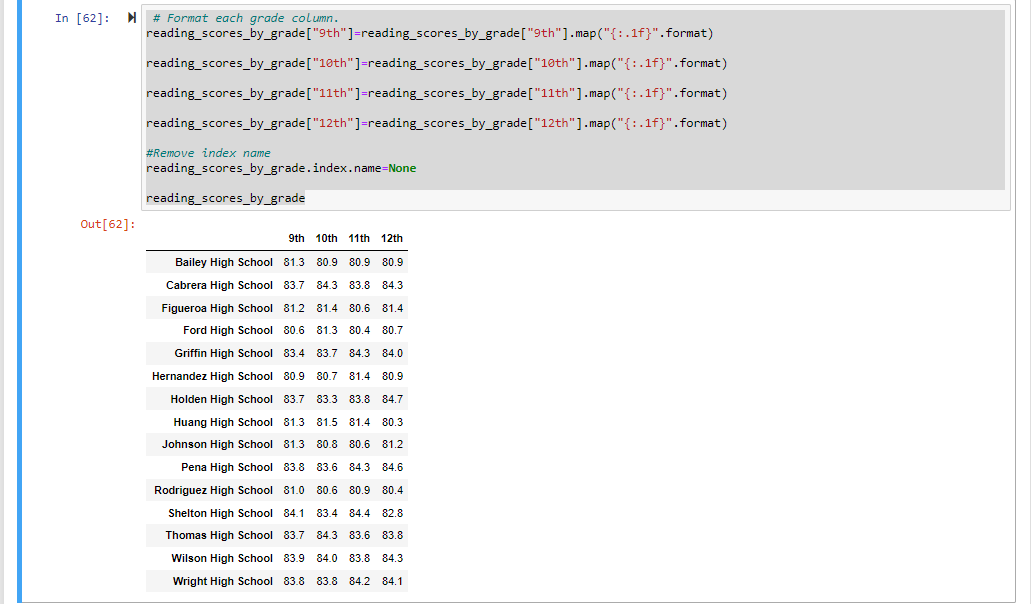 In [62]:
# Format each grade column.
reading_scores_by_grade["9th"]=reading_scores_by_grade["9th"].map("{:.1f}".format)
reading_scores_by_grade["10th"]=reading_scores_by_grade["10th"].map("{:.1f}".format)
reading_scores_by_grade["11th"]=reading_scores_by_grade["11th"].map("{:.1f}".format)
reading_scores_by_grade["12th"]=reading_scores_by_grade["12th"].map("{:.1f}".format)
#Remove index name
reading_scores_by_grade.index.name=None
reading_scores_by_grade
Out[62]:
9th 10th 11th 12th
Bailey High School 81.3 80.9 80.9 80.9
Cabrera High School 83.7 84.3 83.8 84.3
Figueroa High School 81.2 81.4 80.6 81.4
Ford High School 80.6 81.3 80.4 80.7
Griffin High School 83.4 83.7 84.3 84.0
Hernandez High School 80.9 80.7 81.4 80.9
Holden High School 83.7 83.3 83.8 84.7
Huang High School 81.3 81.5 81.4 80.3
Johnson High School 81.3 80.8 80.6 81.2
Pena High School 83.8 83.6 84.3 84.6
Rodriguez High School 81.0 80.6 80.9 80.4
Shelton High School 84.1 83.4 84.4 82.8
Thomas High School 83.7 84.3 83.6 83.8
Wilson High School 83.9 84.0 83.8 84.3
Wright High School 83.8 83.8 84.2 84.1